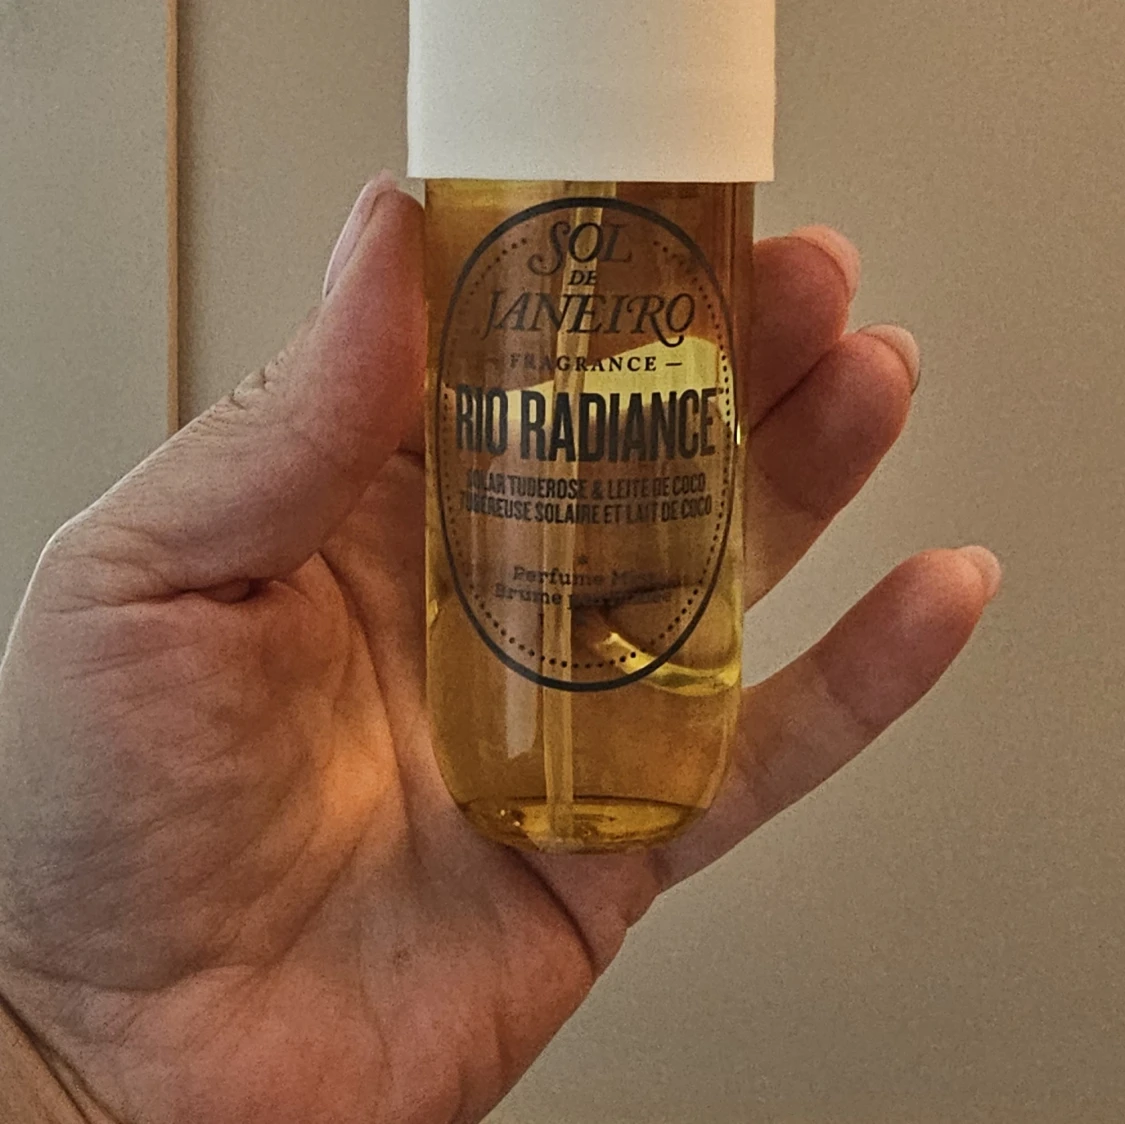 SOL
DE
JANEIRO
— FRAGRANCE —
RIO RADIANCE
SOLAR TUBEROSE & LEITE DE COCO
TUBÉREUSE SOLAIRE ET LAIT DE COCO
Perfume Mist
Brume